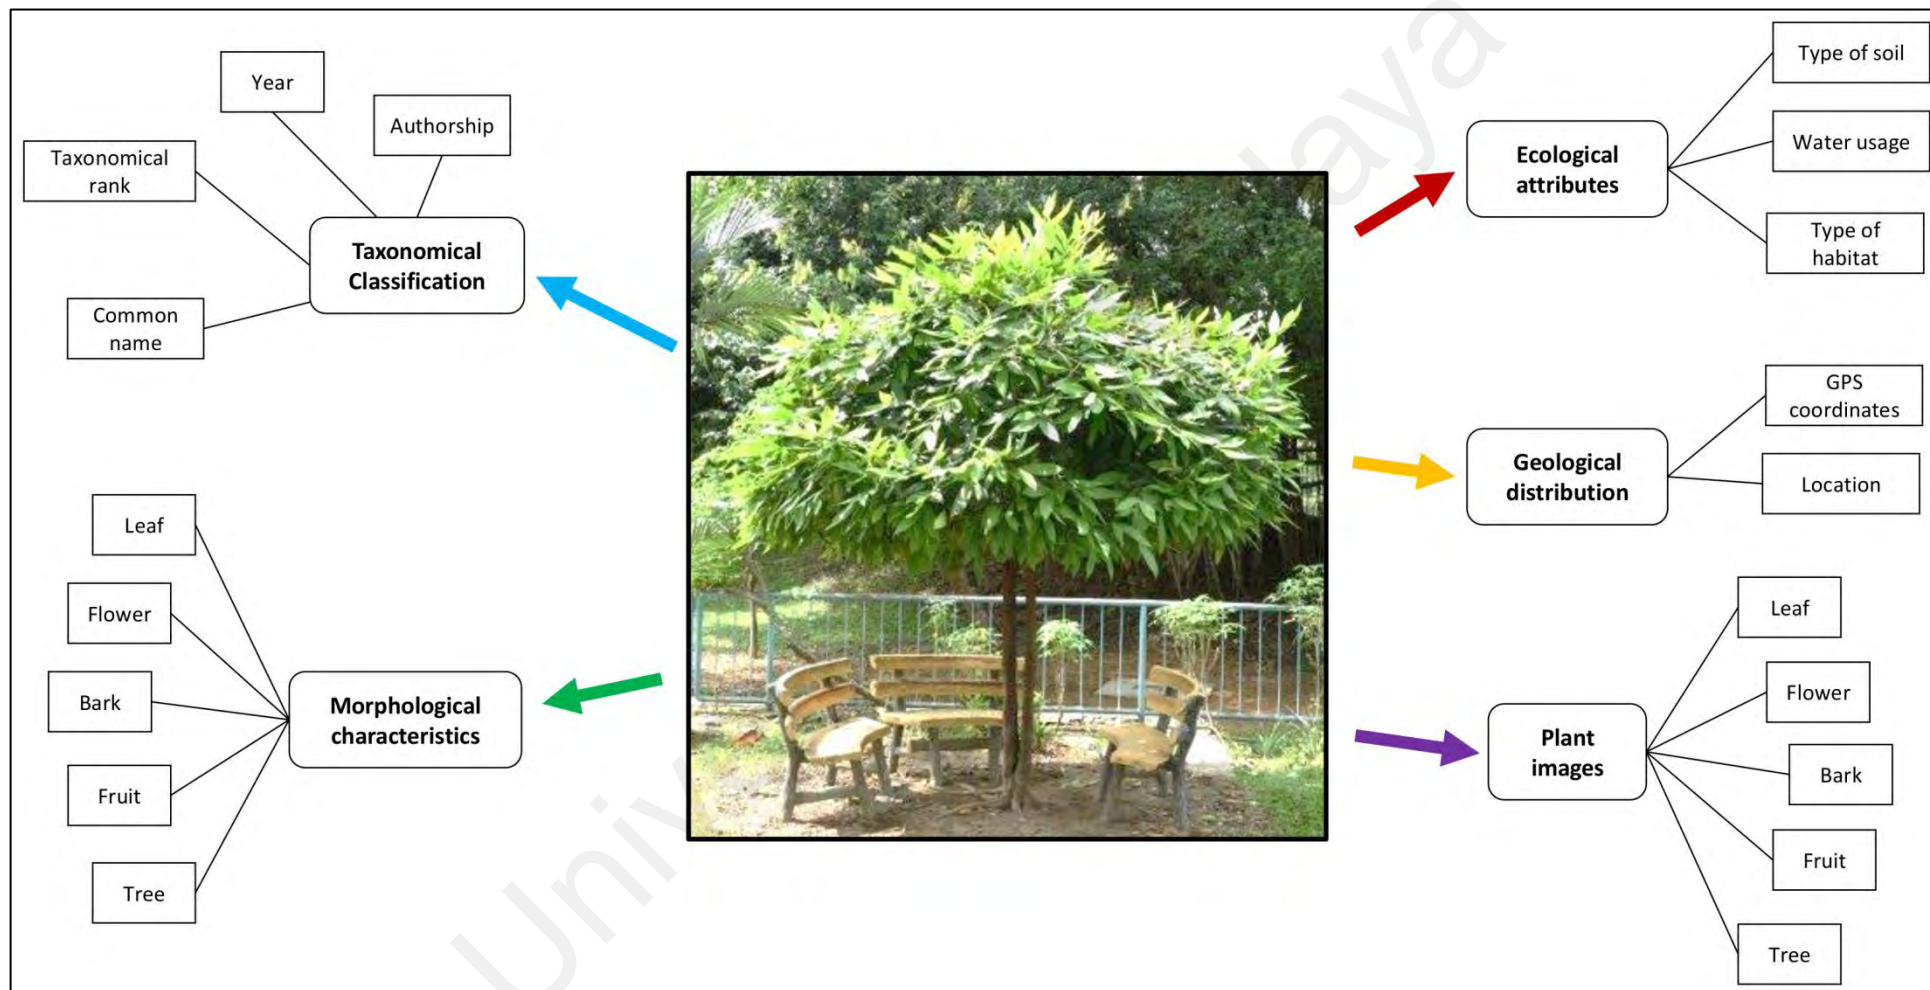 Year
Authorship
Taxonomical
rank
Taxonomical
Classification
Common
name
Leaf
Flower
Bark
Fruit
Tree
Morphological
characteristics
Ecological
attributes
Type of soil
Water usage
Type of
habitat
Geological
distribution
GPS
coordinates
Location
Plant
images
Leaf
Flower
Bark
Fruit
Tree